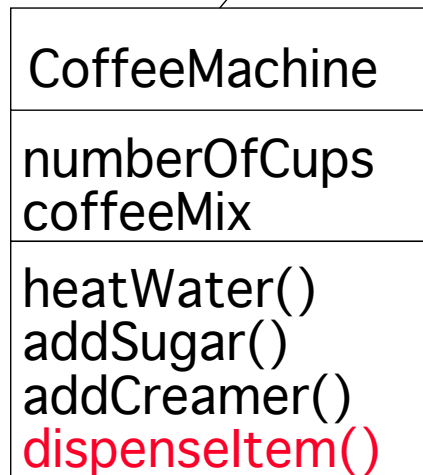 CoffeeMachine
numberOfCups
coffeeMix
heatWater()
addSugar()
addCreamer()
dispenseItem()